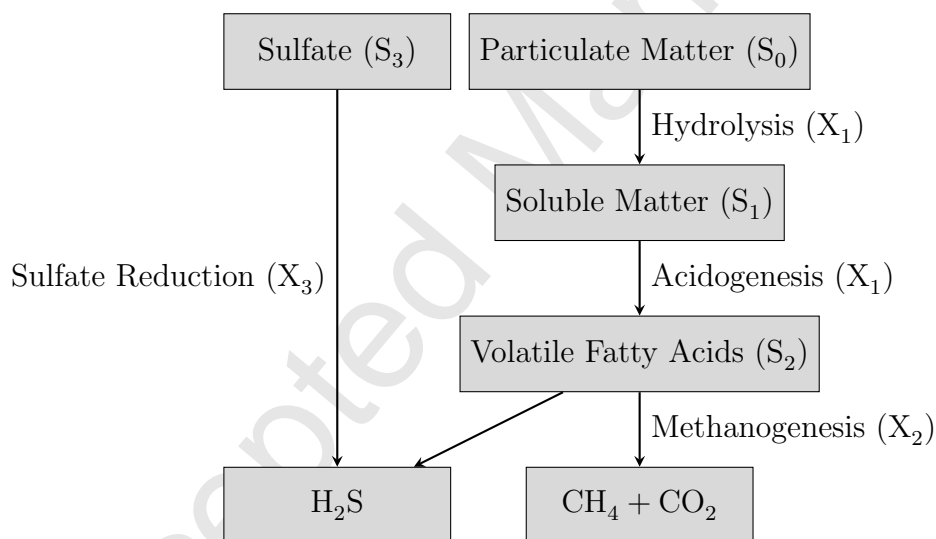 Sulfate (S₃)
Particulate Matter (S₀)
Hydrolysis (X₁)
Soluble Matter (S₁)
Sulfate Reduction (X₃)
Acidogenesis (X₁)
Volatile Fatty Acids (S₂)
Methanogenesis (X₂)
H₂S
CH₄ + CO₂